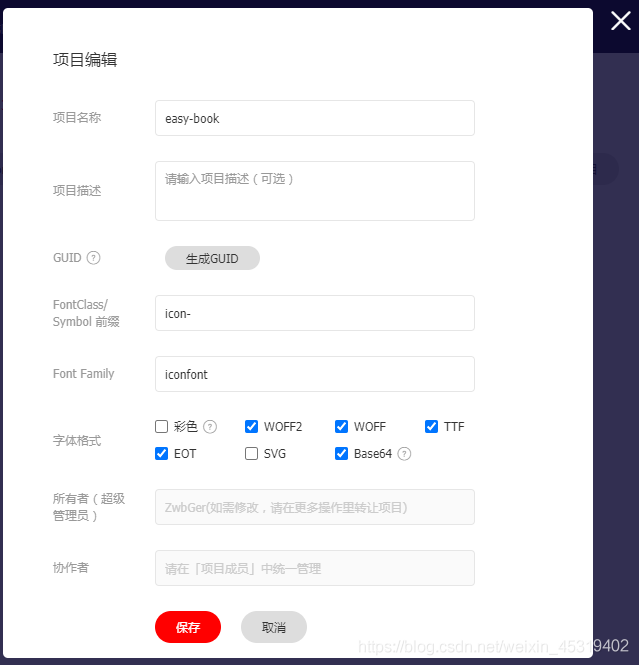 项目编辑
项目名称
easy-book
项目描述
请输入项目描述（可选）
GUID ?
生成GUID
FontClass/
Symbol 前缀
icon-
Font Family
iconfont
字体格式
彩色 ? WOFF2 WOFF TTF
EOT SVG Base64 ?
所有者（超级
管理员）
ZwbGer(如需修改，请在更多操作里转让项目)
协作者
请在「项目成员」中统一管理
保存 取消
https://blog.csdn.net/weixin_45319402